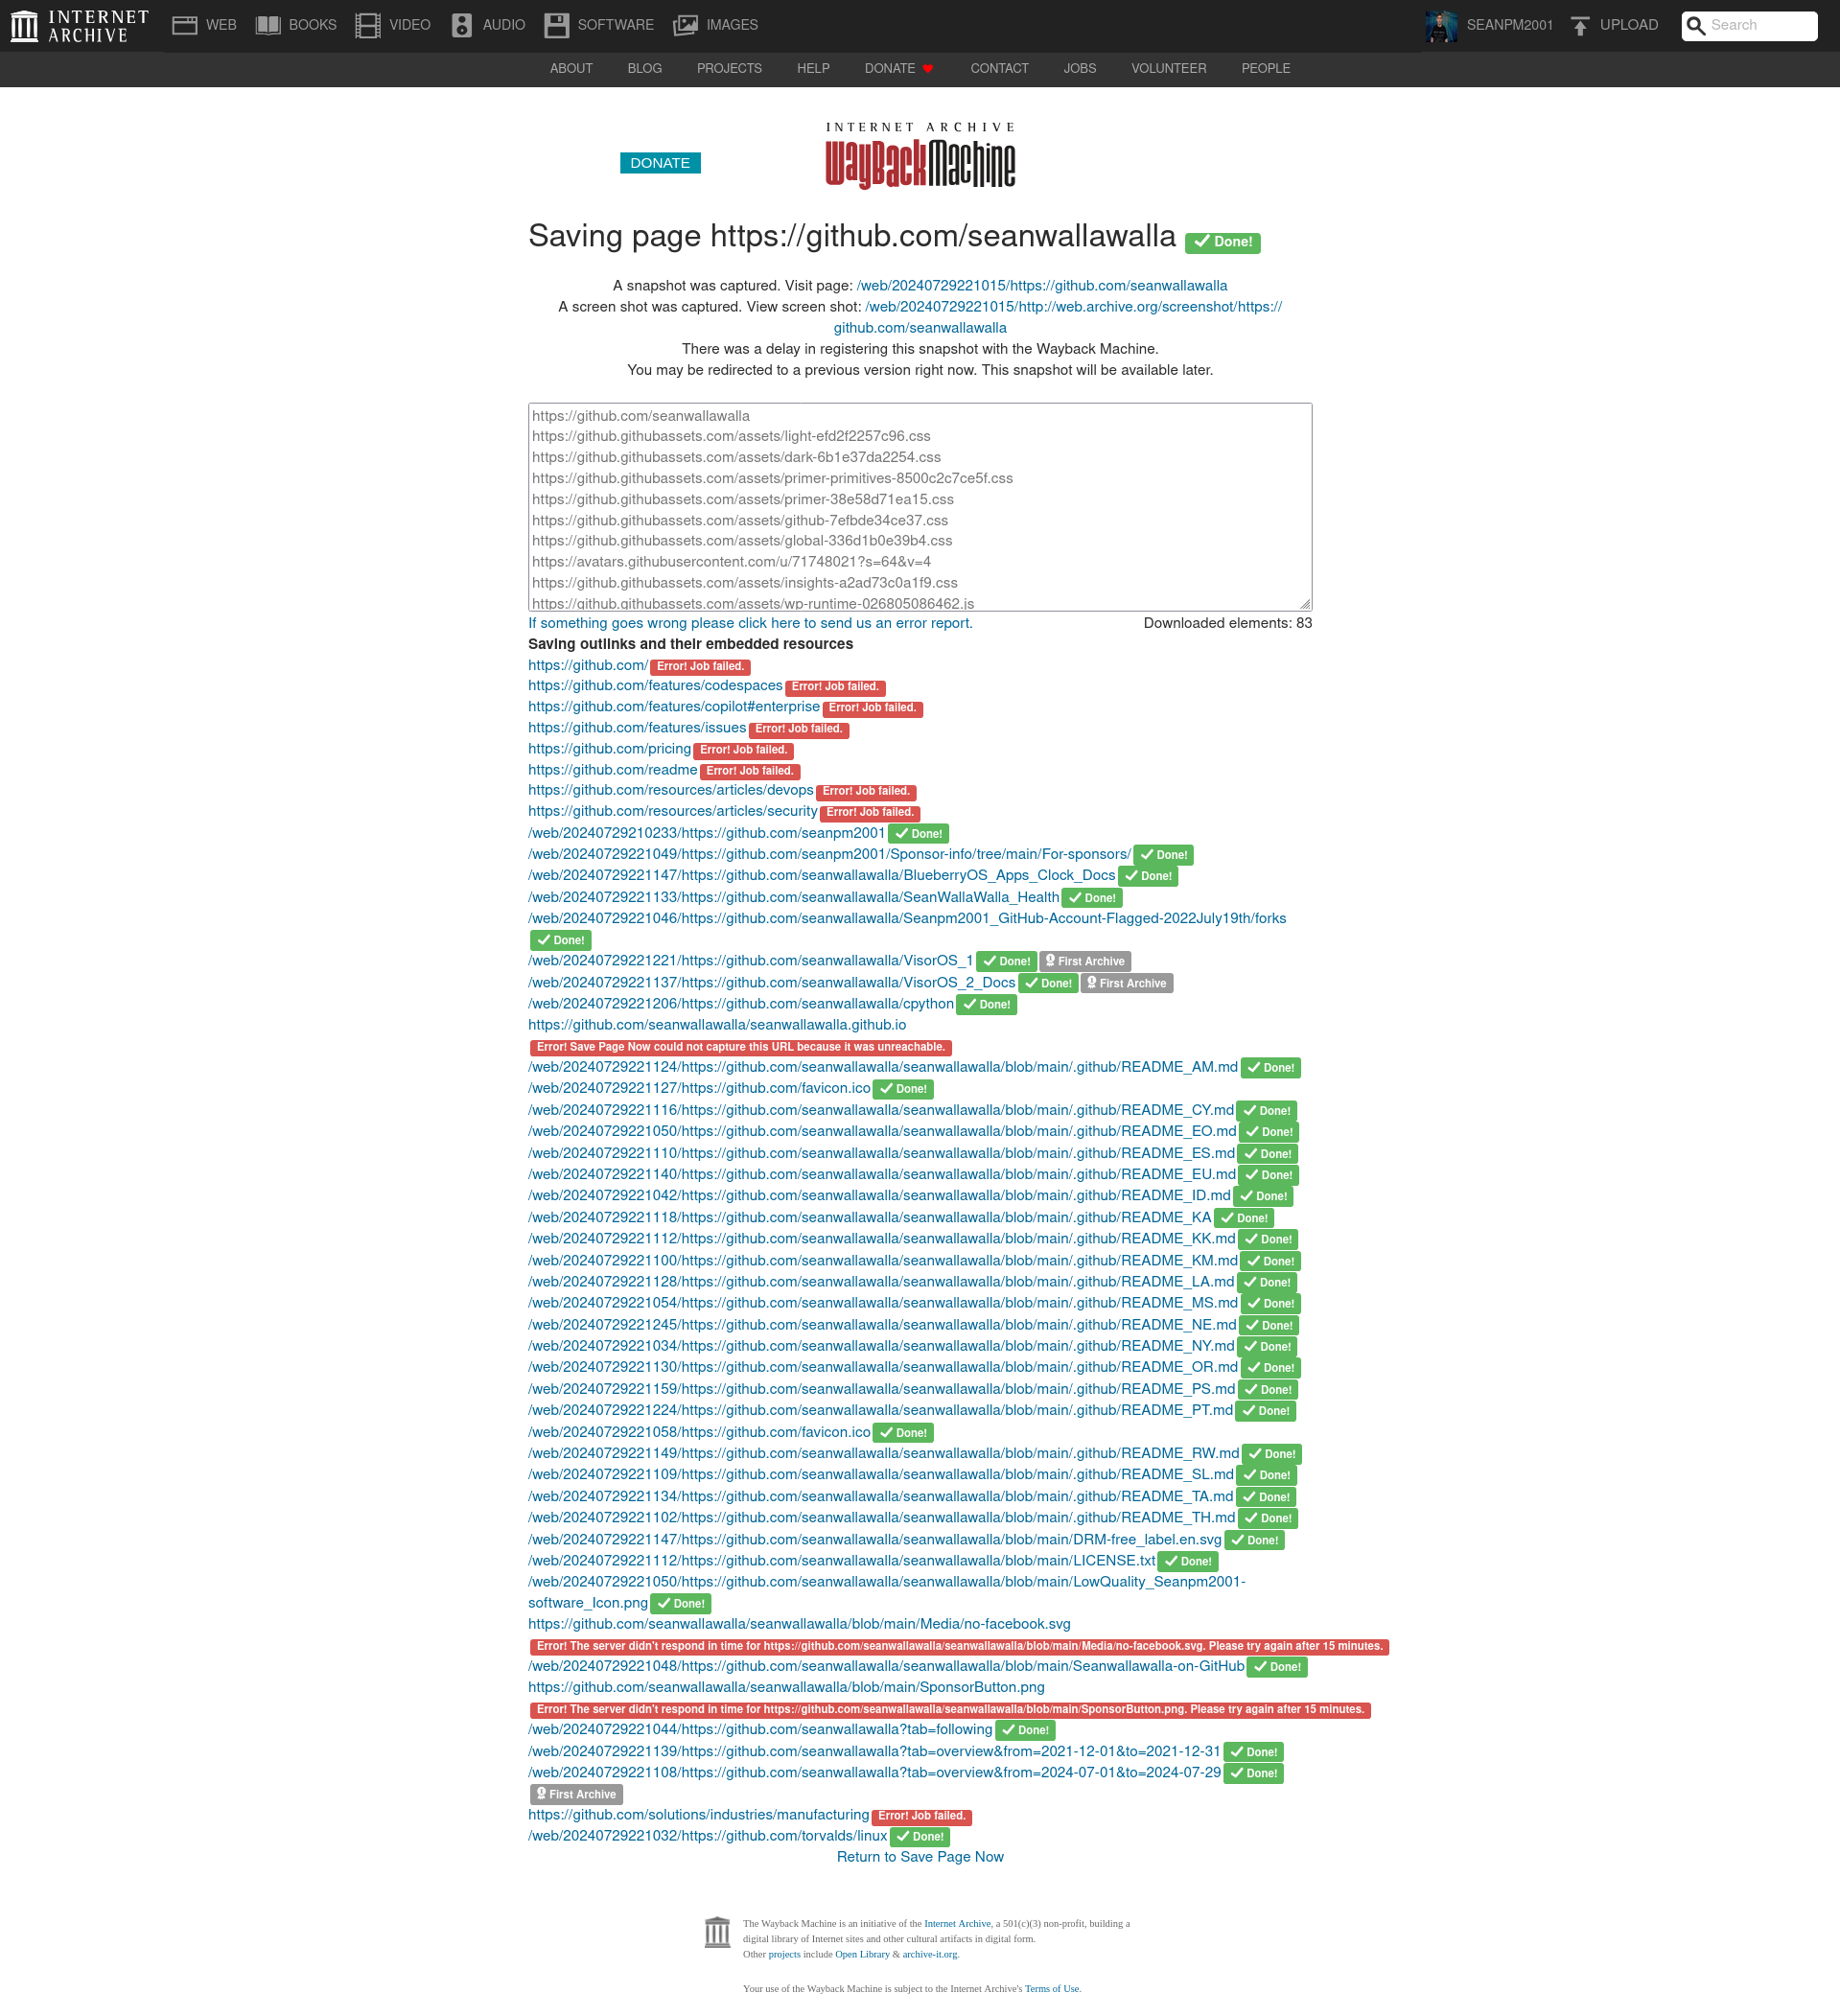 INTERNET ARCHIVE
WEB
BOOKS
VIDEO
AUDIO
SOFTWARE
IMAGES
SEANPM2001
UPLOAD
Search
ABOUT
BLOG
PROJECTS
HELP
DONATE
CONTACT
JOBS
VOLUNTEER
PEOPLE
DONATE
INTERNET ARCHIVE
WayBackMachine
Saving page https://github.com/seanwallawalla Done!
A snapshot was captured. Visit page: /web/20240729221015/https://github.com/seanwallawalla
A screen shot was captured. View screen shot: /web/20240729221015/http://web.archive.org/screenshot/https://
github.com/seanwallawalla
There was a delay in registering this snapshot with the Wayback Machine.
You may be redirected to a previous version right now. This snapshot will be available later.
https://github.com/seanwallawalla
https://github.githubassets.com/assets/light-efd2f2257c96.css
https://github.githubassets.com/assets/dark-6b1e37da2254.css
https://github.githubassets.com/assets/primer-primitives-8500c2c7ce5f.css
https://github.githubassets.com/assets/primer-38e58d71ea15.css
https://github.githubassets.com/assets/github-7efbde34ce37.css
https://github.githubassets.com/assets/global-336d1b0e39b4.css
https://avatars.githubusercontent.com/u/71748021?s=64&v=4
https://github.githubassets.com/assets/insights-a2ad73c0a1f9.css
https://github.githubassets.com/assets/wp-runtime-026805086462.js
If something goes wrong please click here to send us an error report. Downloaded elements: 83
Saving outlinks and their embedded resources
https://github.com/ Error! Job failed.
https://github.com/features/codespaces Error! Job failed.
https://github.com/features/copilot#enterprise Error! Job failed.
https://github.com/features/issues Error! Job failed.
https://github.com/pricing Error! Job failed.
https://github.com/readme Error! Job failed.
https://github.com/resources/articles/devops Error! Job failed.
https://github.com/resources/articles/security Error! Job failed.
/web/20240729210233/https://github.com/seanpm2001 Done!
/web/20240729221049/https://github.com/seanpm2001/Sponsor-info/tree/main/For-sponsors/ Done!
/web/20240729221147/https://github.com/seanwallawalla/BlueberryOS_Apps_Clock_Docs Done!
/web/20240729221133/https://github.com/seanwallawalla/SeanWallaWalla_Health Done!
/web/20240729221046/https://github.com/seanwallawalla/Seanpm2001_GitHub-Account-Flagged-2022July19th/forks
Done!
/web/20240729221221/https://github.com/seanwallawalla/VisorOS_1 Done! First Archive
/web/20240729221137/https://github.com/seanwallawalla/VisorOS_2_Docs Done! First Archive
/web/20240729221206/https://github.com/seanwallawalla/cpython Done!
https://github.com/seanwallawalla/seanwallawalla.github.io
Error! Save Page Now could not capture this URL because it was unreachable.
/web/20240729221124/https://github.com/seanwallawalla/seanwallawalla/blob/main/.github/README_AM.md Done!
/web/20240729221127/https://github.com/favicon.ico Done!
/web/20240729221116/https://github.com/seanwallawalla/seanwallawalla/blob/main/.github/README_CY.md Done!
/web/20240729221050/https://github.com/seanwallawalla/seanwallawalla/blob/main/.github/README_EO.md Done!
/web/20240729221110/https://github.com/seanwallawalla/seanwallawalla/blob/main/.github/README_ES.md Done!
/web/20240729221140/https://github.com/seanwallawalla/seanwallawalla/blob/main/.github/README_EU.md Done!
/web/20240729221042/https://github.com/seanwallawalla/seanwallawalla/blob/main/.github/README_ID.md Done!
/web/20240729221118/https://github.com/seanwallawalla/seanwallawalla/blob/main/.github/README_KA Done!
/web/20240729221112/https://github.com/seanwallawalla/seanwallawalla/blob/main/.github/README_KK.md Done!
/web/20240729221100/https://github.com/seanwallawalla/seanwallawalla/blob/main/.github/README_KM.md Done!
/web/20240729221128/https://github.com/seanwallawalla/seanwallawalla/blob/main/.github/README_LA.md Done!
/web/20240729221054/https://github.com/seanwallawalla/seanwallawalla/blob/main/.github/README_MS.md Done!
/web/20240729221245/https://github.com/seanwallawalla/seanwallawalla/blob/main/.github/README_NE.md Done!
/web/20240729221034/https://github.com/seanwallawalla/seanwallawalla/blob/main/.github/README_NY.md Done!
/web/20240729221130/https://github.com/seanwallawalla/seanwallawalla/blob/main/.github/README_OR.md Done!
/web/20240729221159/https://github.com/seanwallawalla/seanwallawalla/blob/main/.github/README_PS.md Done!
/web/20240729221224/https://github.com/seanwallawalla/seanwallawalla/blob/main/.github/README_PT.md Done!
/web/20240729221058/https://github.com/favicon.ico Done!
/web/20240729221149/https://github.com/seanwallawalla/seanwallawalla/blob/main/.github/README_RW.md Done!
/web/20240729221109/https://github.com/seanwallawalla/seanwallawalla/blob/main/.github/README_SL.md Done!
/web/20240729221134/https://github.com/seanwallawalla/seanwallawalla/blob/main/.github/README_TA.md Done!
/web/20240729221102/https://github.com/seanwallawalla/seanwallawalla/blob/main/.github/README_TH.md Done!
/web/20240729221147/https://github.com/seanwallawalla/seanwallawalla/blob/main/DRM-free_label.en.svg Done!
/web/20240729221112/https://github.com/seanwallawalla/seanwallawalla/blob/main/LICENSE.txt Done!
/web/20240729221050/https://github.com/seanwallawalla/seanwallawalla/blob/main/LowQuality_Seanpm2001-
software_Icon.png Done!
https://github.com/seanwallawalla/seanwallawalla/blob/main/Media/no-facebook.svg
Error! The server didn't respond in time for https://github.com/seanwallawalla/seanwallawalla/blob/main/Media/no-facebook.svg. Please try again after 15 minutes.
/web/20240729221048/https://github.com/seanwallawalla/seanwallawalla/blob/main/Seanwallawalla-on-GitHub Done!
https://github.com/seanwallawalla/seanwallawalla/blob/main/SponsorButton.png
Error! The server didn't respond in time for https://github.com/seanwallawalla/seanwallawalla/blob/main/SponsorButton.png. Please try again after 15 minutes.
/web/20240729221044/https://github.com/seanwallawalla?tab=following Done!
/web/20240729221139/https://github.com/seanwallawalla?tab=overview&from=2021-12-01&to=2021-12-31 Done!
/web/20240729221108/https://github.com/seanwallawalla?tab=overview&from=2024-07-01&to=2024-07-29 Done!
First Archive
https://github.com/solutions/industries/manufacturing Error! Job failed.
/web/20240729221032/https://github.com/torvalds/linux Done!
Return to Save Page Now
The Wayback Machine is an initiative of the Internet Archive, a 501(c)(3) non-profit, building a
digital library of Internet sites and other cultural artifacts in digital form.
Other projects include Open Library & archive-it.org.
Your use of the Wayback Machine is subject to the Internet Archive's Terms of Use.